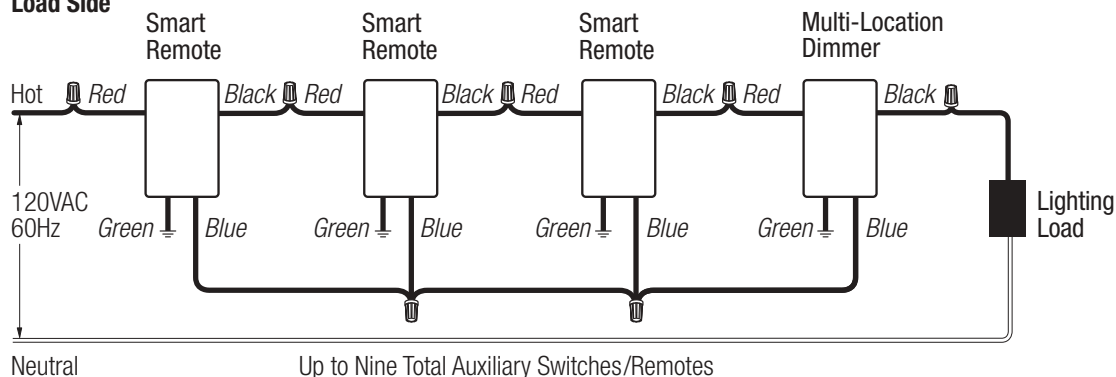 Load Side
Smart Remote
Smart Remote
Smart Remote
Multi-Location Dimmer
Hot Red Black Red Black Red Black Red Black
120VAC
60Hz
Green Blue Green Blue Green Blue Green Blue
Lighting Load
Neutral
Up to Nine Total Auxiliary Switches/Remotes